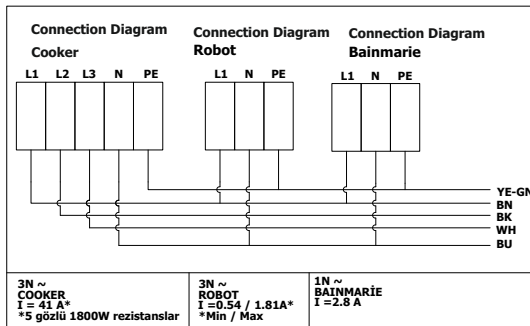 Connection Diagram
Cooker
L1 L2 L3 N PE
Connection Diagram
Robot
L1 N PE
Connection Diagram
Bainmarie
L1 N PE
YE-GN
BN
BK
WH
BU
3N ~
COOKER
I = 41 A*
*5 gözlü 1800W rezistanslar
3N ~
ROBOT
I =0.54 / 1.81A*
*Min / Max
1N ~
BAINMARİE
I =2.8 A